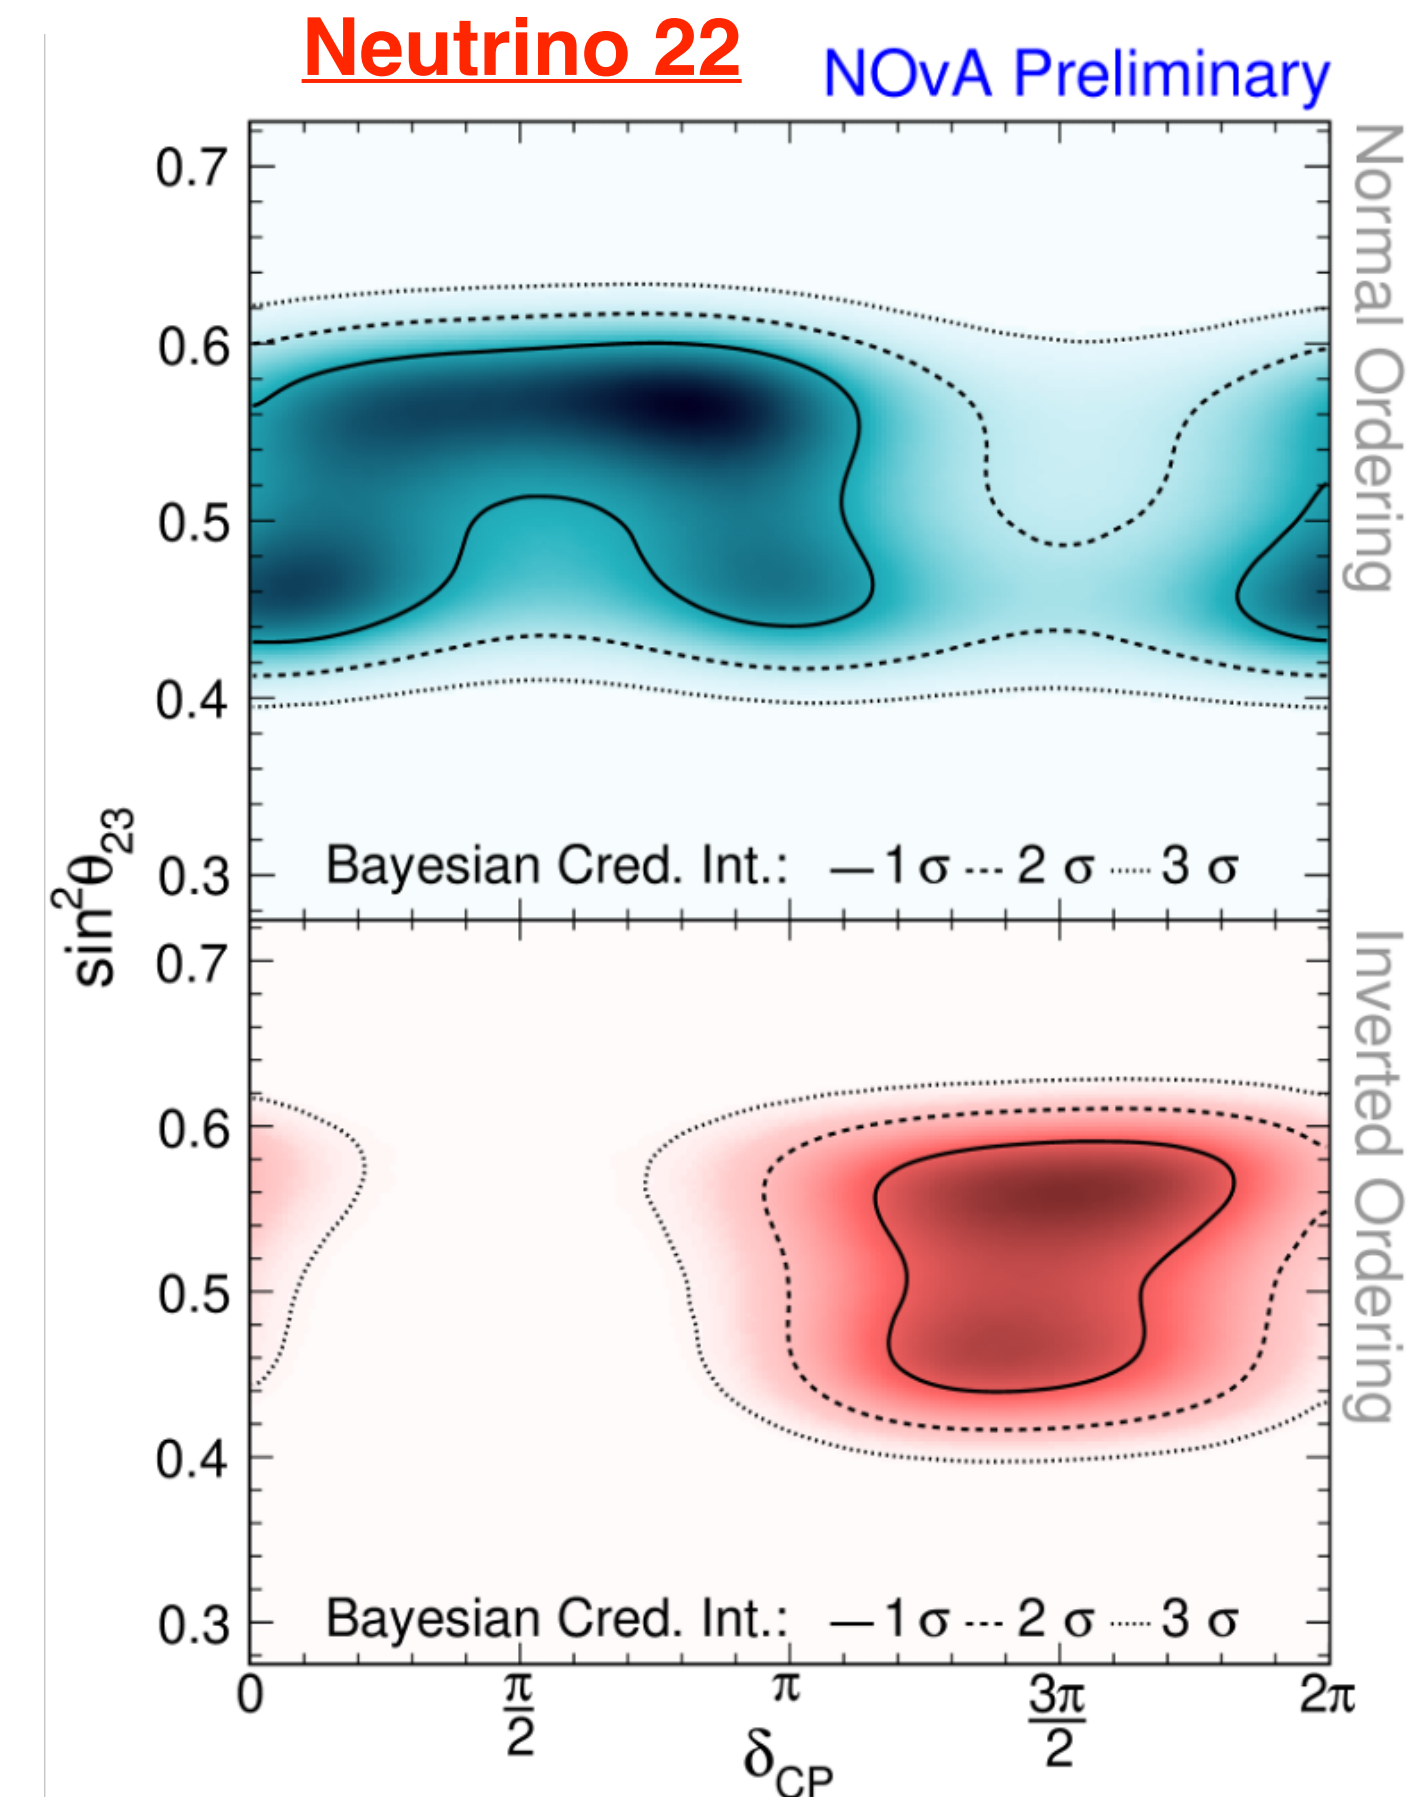 Neutrino 22
NOvA Preliminary
Normal Ordering
0.7
0.6
0.5
0.4
0.3
Bayesian Cred. Int.: 1 σ 2 σ 3 σ
sin²θ₂₃
Inverted Ordering
0.7
0.6
0.5
0.4
0.3
Bayesian Cred. Int.: 1 σ 2 σ 3 σ
0 π/2 π 3π/2 2π
δCP